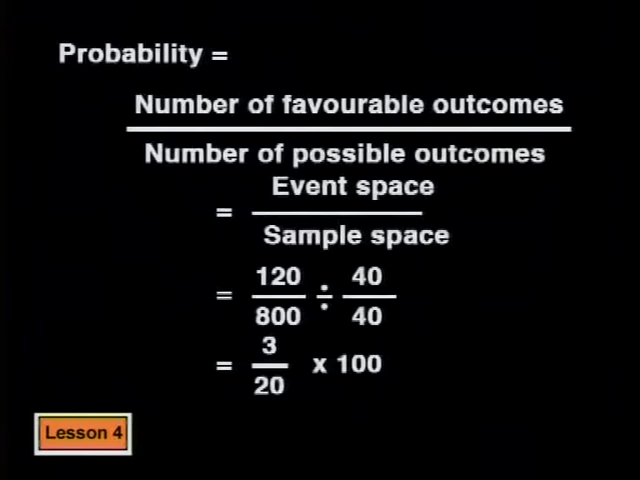 Probability =
Number of favourable outcomes
Number of possible outcomes
Event space
=
Sample space
120 40
= ÷
800 40
3
= x 100
20
Lesson 4